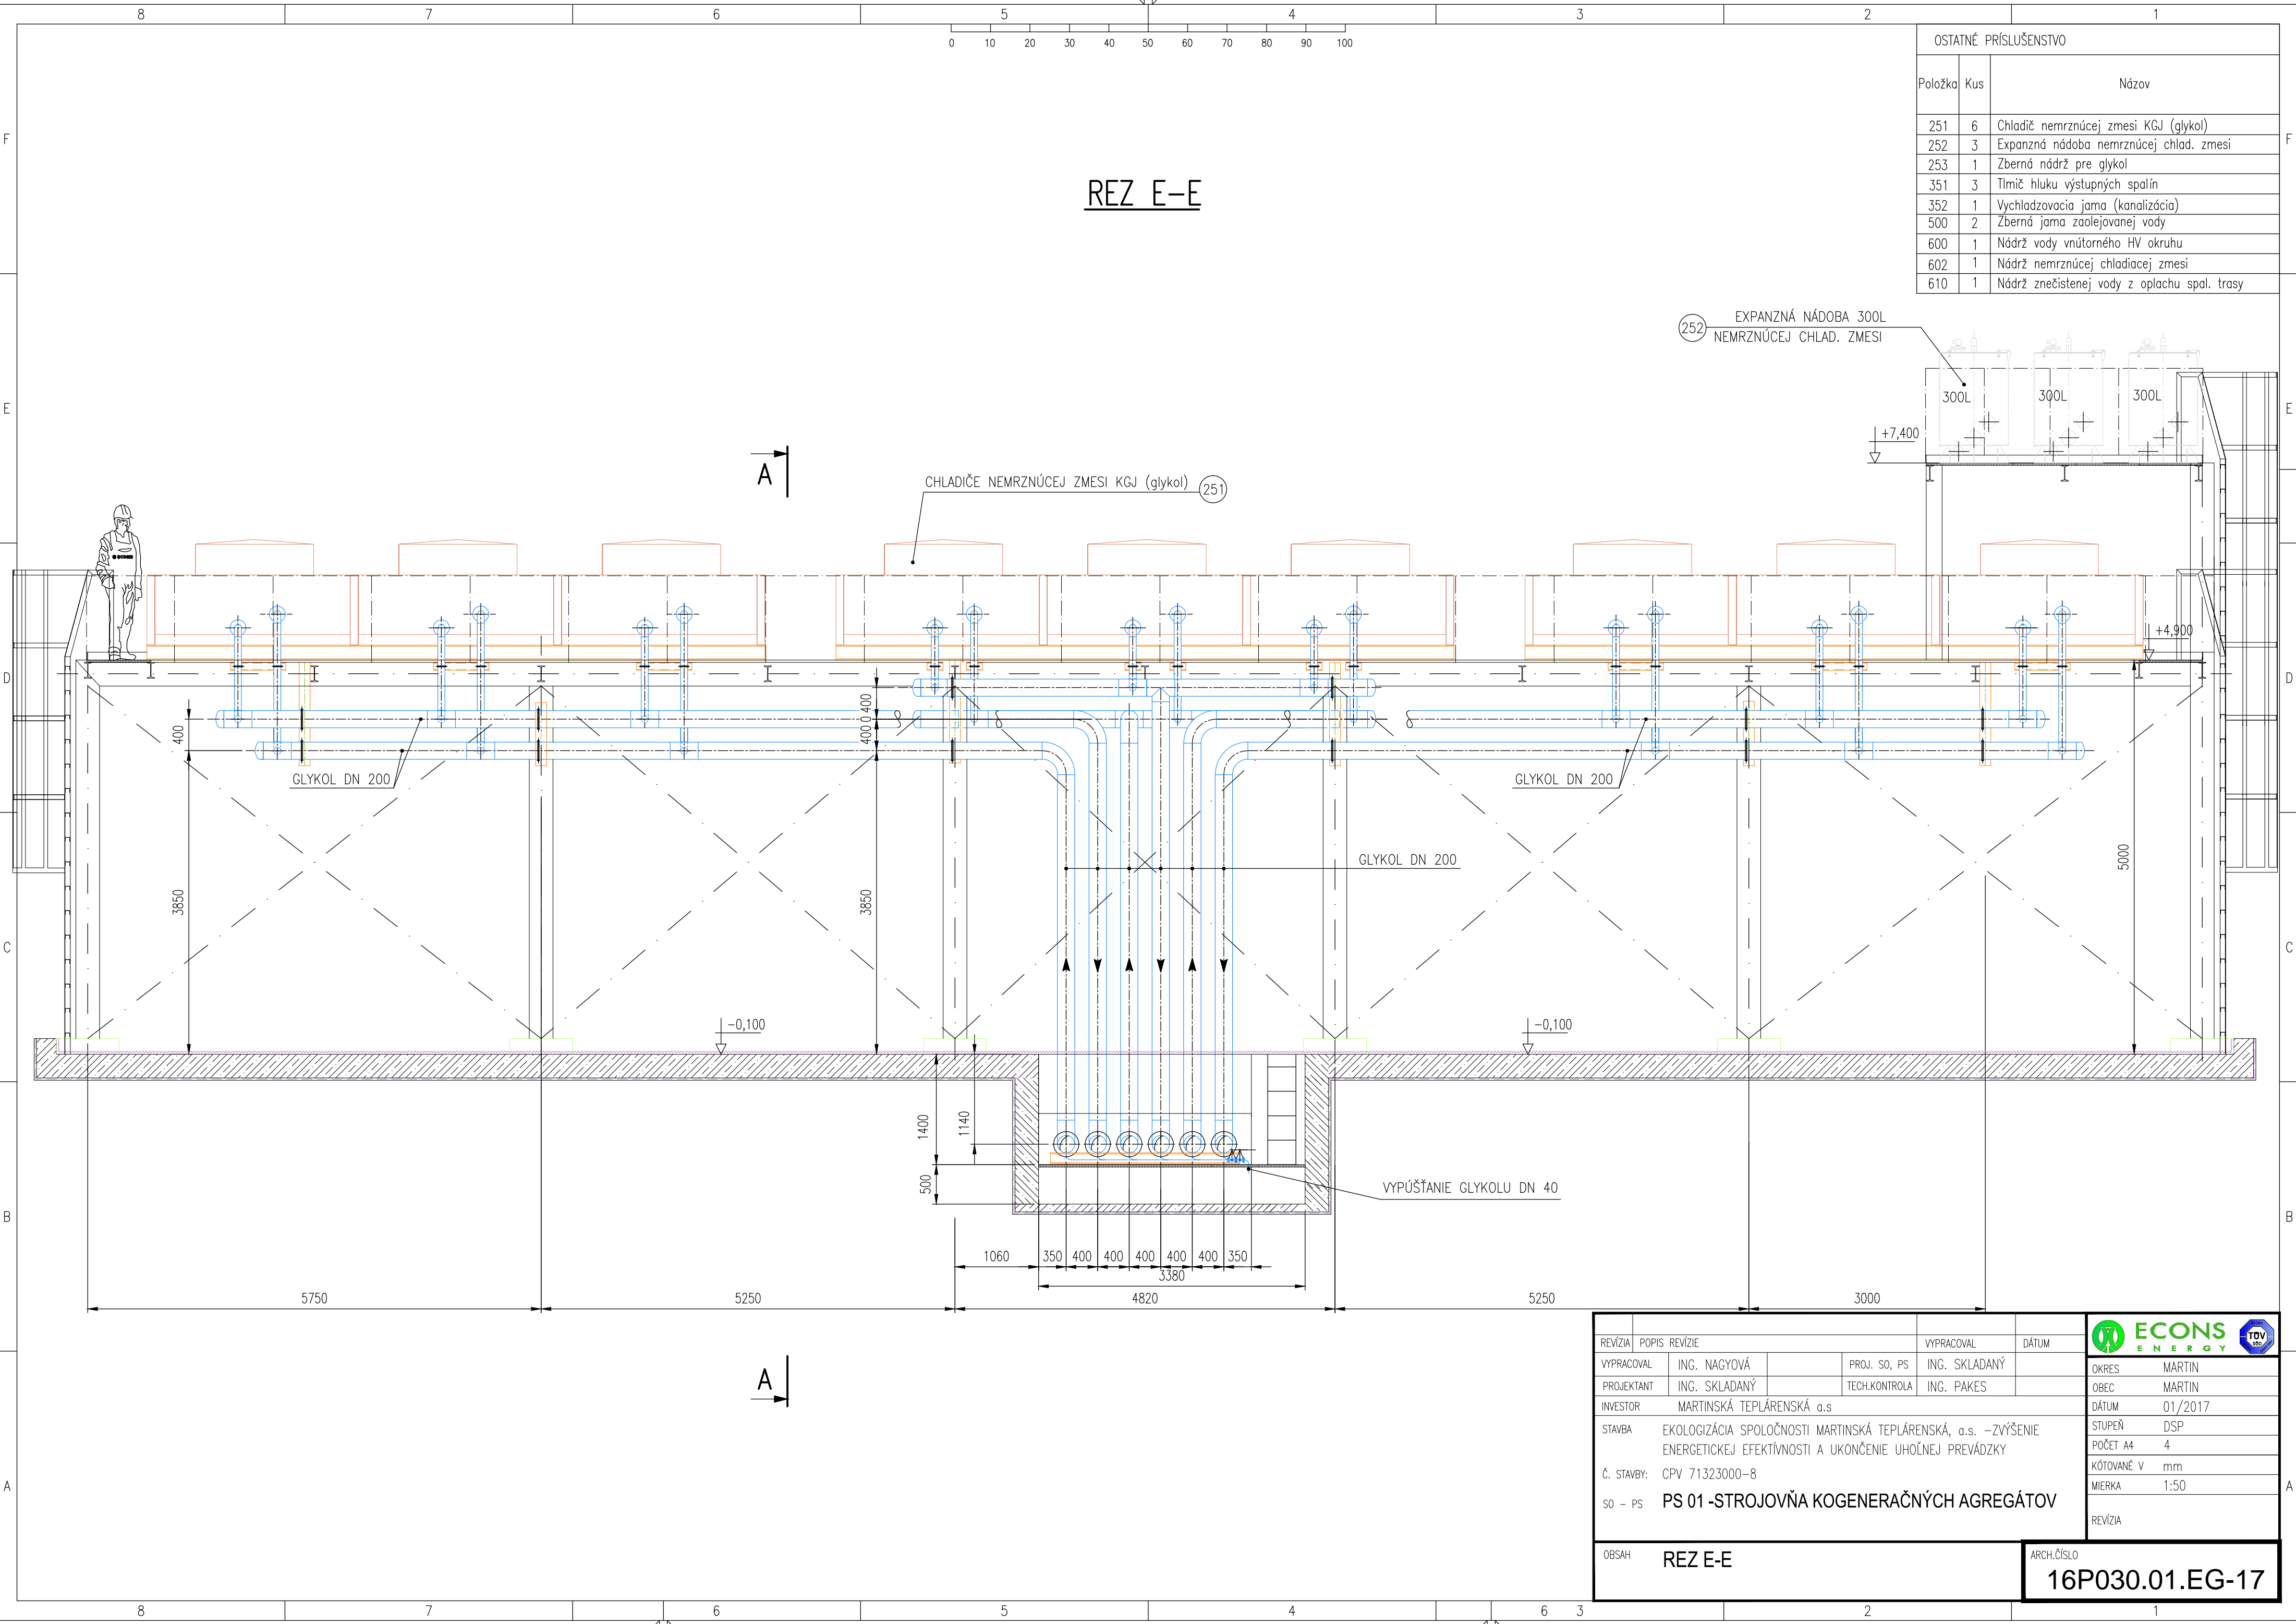 8 7 6 5 4 3 2 1
0 10 20 30 40 50 60 70 80 90 100
OSTATNÉ PRÍSLUŠENSTVO
Položka Kus Názov
251 6 Chladič nemrznúcej zmesi KGJ (glykol)
252 3 Expanzná nádoba nemrznúcej chlad. zmesi
253 1 Zberná nádrž pre glykol
351 3 Tlmič hluku výstupných spalín
352 1 Vychladzovacia jama (kanalizácia)
500 2 Zberná jama zaolejovanej vody
600 1 Nádrž vody vnútorného HV okruhu
602 1 Nádrž nemrznúcej chladiacej zmesi
610 1 Nádrž znečistenej vody z oplachu spal. trasy
F F
REZ E–E
252 EXPANZNÁ NÁDOBA 300L
NEMRZNÚCEJ CHLAD. ZMESI
E E
300L 300L 300L
+7,400
A
CHLADIČE NEMRZNÚCEJ ZMESI KGJ (glykol) 251
ECONS
+4,900
D D
400 400 400
GLYKOL DN 200
GLYKOL DN 200
GLYKOL DN 200
3850 3850 5000
C C
-0,100 -0,100
1400 1140
500
VYPÚŠŤANIE GLYKOLU DN 40
B B
1060 350 400 400 400 400 400 350
3380
5750 5250 4820 5250 3000
A
A A
REVÍZIA POPIS REVÍZIE VYPRACOVAL DÁTUM
VYPRACOVAL ING. NAGYOVÁ PROJ. SO, PS ING. SKLADANÝ
PROJEKTANT ING. SKLADANÝ TECH.KONTROLA ING. PAKES
INVESTOR MARTINSKÁ TEPLÁRENSKÁ a.s
STAVBA EKOLOGIZÁCIA SPOLOČNOSTI MARTINSKÁ TEPLÁRENSKÁ, a.s. –ZVÝŠENIE
ENERGETICKEJ EFEKTÍVNOSTI A UKONČENIE UHOĽNEJ PREVÁDZKY
Č. STAVBY: CPV 71323000–8
SO – PS PS 01 -STROJOVŇA KOGENERAČNÝCH AGREGÁTOV
OBSAH REZ E-E
ECONS
ENERGY
TÜV
OKRES MARTIN
OBEC MARTIN
DÁTUM 01/2017
STUPEŇ DSP
POČET A4 4
KÓTOVANÉ V mm
MIERKA 1:50
REVÍZIA
ARCH.ČÍSLO
16P030.01.EG-17
8 7 6 5 4 6 3 2 1